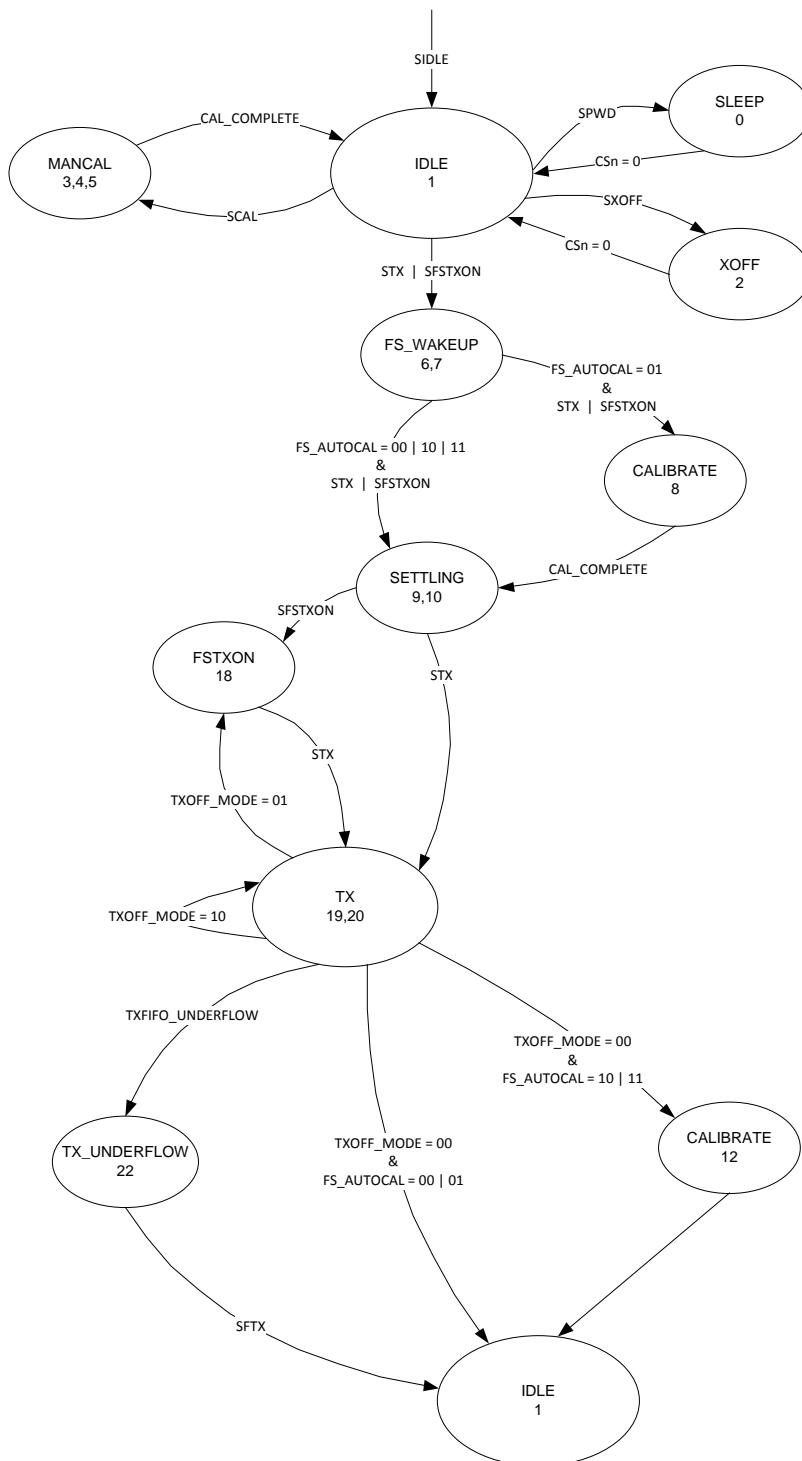 SIDLE
SLEEP
0
SPWD
CAL_COMPLETE
MANCAL
3,4,5
IDLE
1
CSn = 0
SXOFF
SCAL
CSn = 0
XOFF
2
STX | SFSTXON
FS_WAKEUP
6,7
FS_AUTOCAL = 01
&
STX | SFSTXON
FS_AUTOCAL = 00 | 10 | 11
&
STX | SFSTXON
CALIBRATE
8
SETTLING
9,10
CAL_COMPLETE
SFSTXON
FSTXON
18
STX
STX
TXOFF_MODE = 01
TX
19,20
TXOFF_MODE = 10
TXFIFO_UNDERFLOW
TXOFF_MODE = 00
&
FS_AUTOCAL = 10 | 11
TX_UNDERFLOW
22
TXOFF_MODE = 00
&
FS_AUTOCAL = 00 | 01
CALIBRATE
12
SFTX
IDLE
1